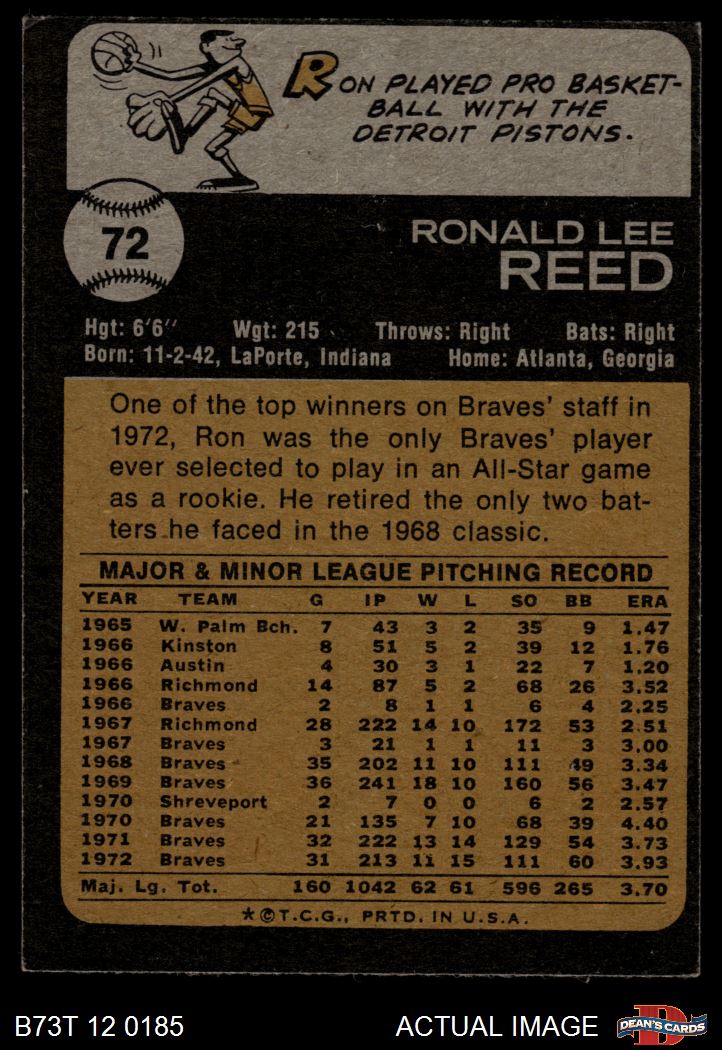 RON PLAYED PRO BASKET-
BALL WITH THE
DETROIT PISTONS.
72
RONALD LEE
REED
Hgt: 6'6" Wgt: 215 Throws: Right Bats: Right
Born: 11-2-42, LaPorte, Indiana Home: Atlanta, Georgia
One of the top winners on Braves' staff in
1972, Ron was the only Braves' player
ever selected to play in an All-Star game
as a rookie. He retired the only two bat-
ters he faced in the 1968 classic.
MAJOR & MINOR LEAGUE PITCHING RECORD
YEAR TEAM G IP W L SO BB ERA
1965 W. Palm Bch. 7 43 3 2 35 9 1.47
1966 Kinston 8 51 5 2 39 12 1.76
1966 Austin 4 30 3 1 22 7 1.20
1966 Richmond 14 87 5 2 68 26 3.52
1966 Braves 2 8 1 1 6 4 2.25
1967 Richmond 28 222 14 10 172 53 2.51
1967 Braves 3 21 1 1 11 3 3.00
1968 Braves 35 202 11 10 111 49 3.34
1969 Braves 36 241 18 10 160 56 3.47
1970 Shreveport 2 7 0 0 6 2 2.57
1970 Braves 21 135 7 10 68 39 4.40
1971 Braves 32 222 13 14 129 54 3.73
1972 Braves 31 213 11 15 111 60 3.93
Maj. Lg. Tot. 160 1042 62 61 596 265 3.70
*©T.C.G., PRTD. IN U.S.A.
B73T 12 0185 ACTUAL IMAGE
D
DEAN'S CARDS